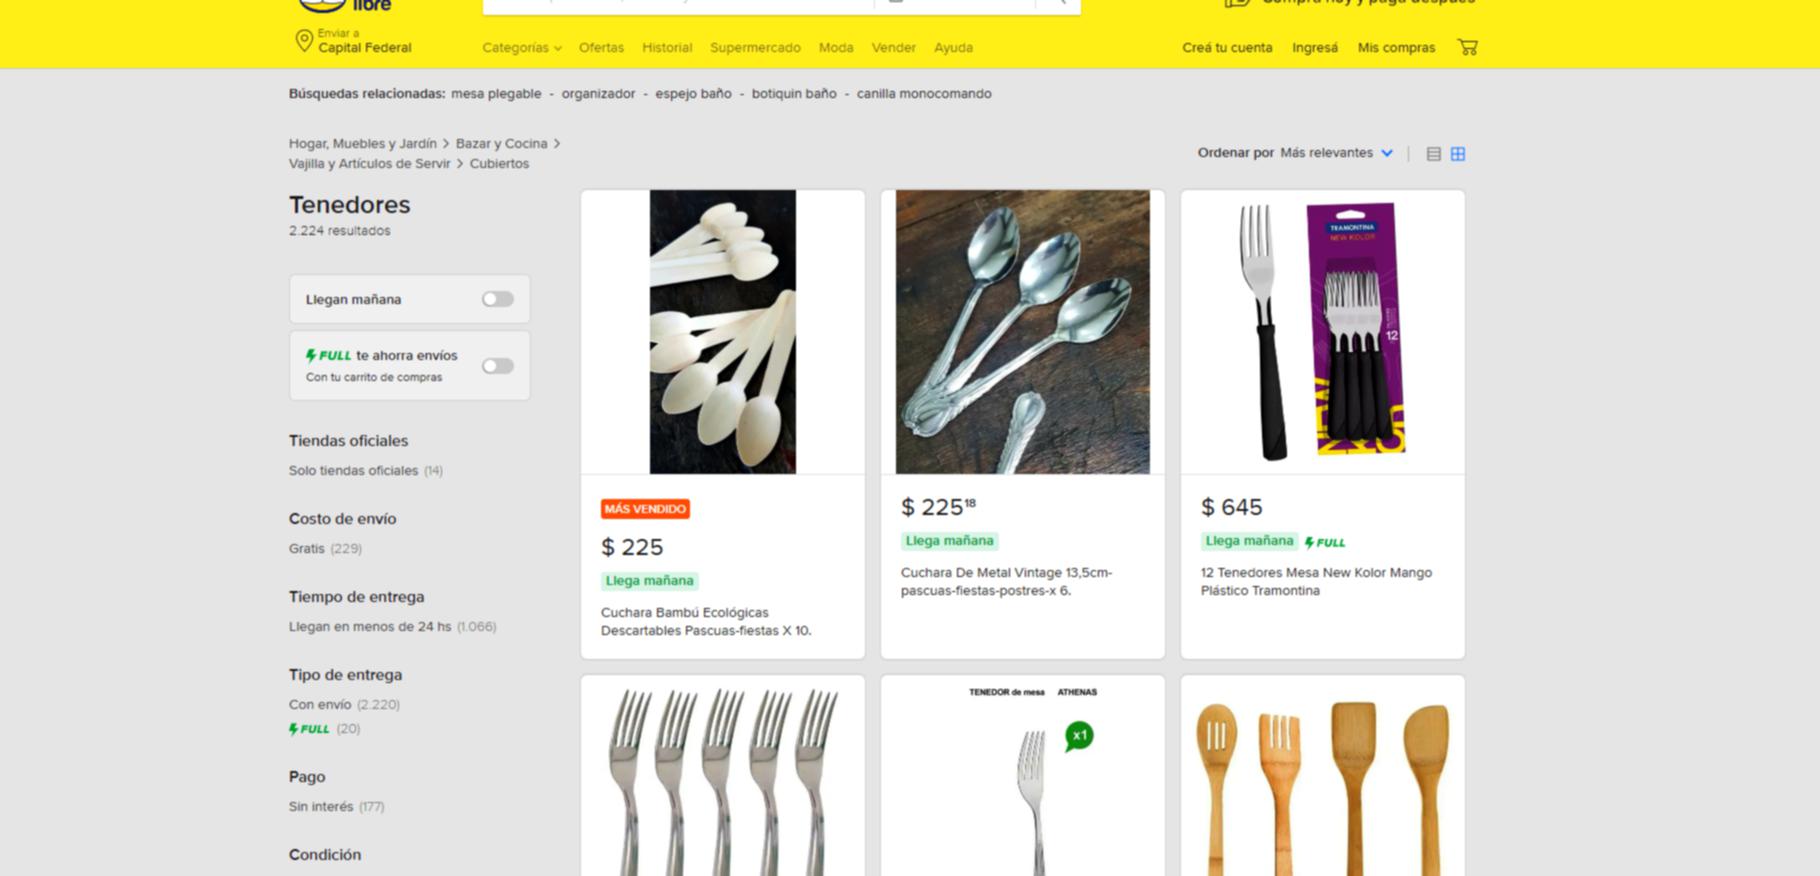 libre
Compra hoy y paga después
Enviar a
Capital Federal
Categorías
Ofertas
Historial
Supermercado
Moda
Vender
Ayuda
Creá tu cuenta
Ingresá
Mis compras
Búsquedas relacionadas: mesa plegable - organizador - espejo baño - botiquin baño - canilla monocomando
Hogar, Muebles y Jardín > Bazar y Cocina >
Vajilla y Artículos de Servir > Cubiertos
Ordenar por Más relevantes
Tenedores
2.224 resultados
Llegan mañana
FULL te ahorra envíos
Con tu carrito de compras
Tiendas oficiales
Solo tiendas oficiales (14)
Costo de envío
Gratis (229)
Tiempo de entrega
Llegan en menos de 24 hs (1.066)
Tipo de entrega
Con envío (2.220)
FULL (20)
Pago
Sin interés (177)
Condición
MÁS VENDIDO
$ 225
Llega mañana
Cuchara Bambú Ecológicas
Descartables Pascuas-fiestas X 10.
$ 225 18
Llega mañana
Cuchara De Metal Vintage 13,5cm-
pascuas-fiestas-postres-x 6.
TRAMONTINA
NEW KOLOR
12
$ 645
Llega mañana FULL
12 Tenedores Mesa New Kolor Mango
Plástico Tramontina
TENEDOR de mesa ATHENAS
x1